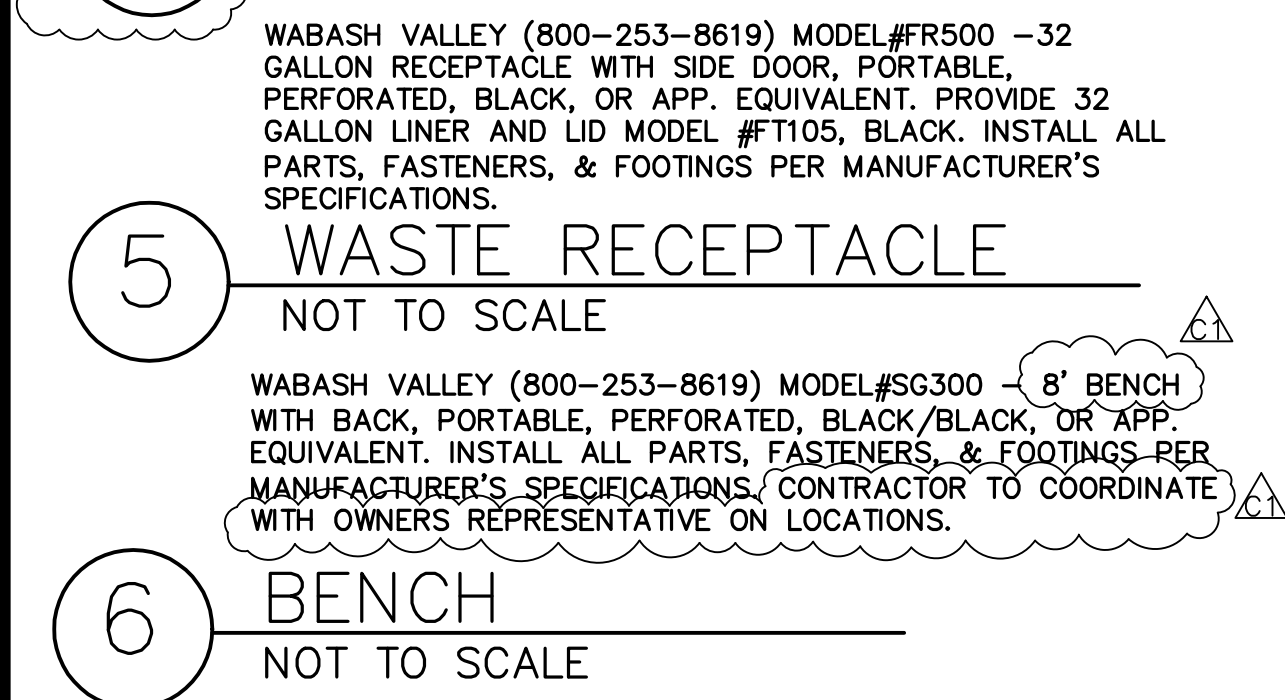 WABASH VALLEY (800-253-8619) MODEL#FR500 -32
GALLON RECEPTACLE WITH SIDE DOOR, PORTABLE,
PERFORATED, BLACK, OR APP. EQUIVALENT. PROVIDE 32
GALLON LINER AND LID MODEL #FT105, BLACK. INSTALL ALL
PARTS, FASTENERS, & FOOTINGS PER MANUFACTURER'S
SPECIFICATIONS.
5 WASTE RECEPTACLE
NOT TO SCALE
C1
WABASH VALLEY (800-253-8619) MODEL#SG300 - 8' BENCH
WITH BACK, PORTABLE, PERFORATED, BLACK/BLACK, OR APP.
EQUIVALENT. INSTALL ALL PARTS, FASTENERS, & FOOTINGS PER
MANUFACTURER'S SPECIFICATIONS. CONTRACTOR TO COORDINATE
C1
WITH OWNERS REPRESENTATIVE ON LOCATIONS.
6 BENCH
NOT TO SCALE